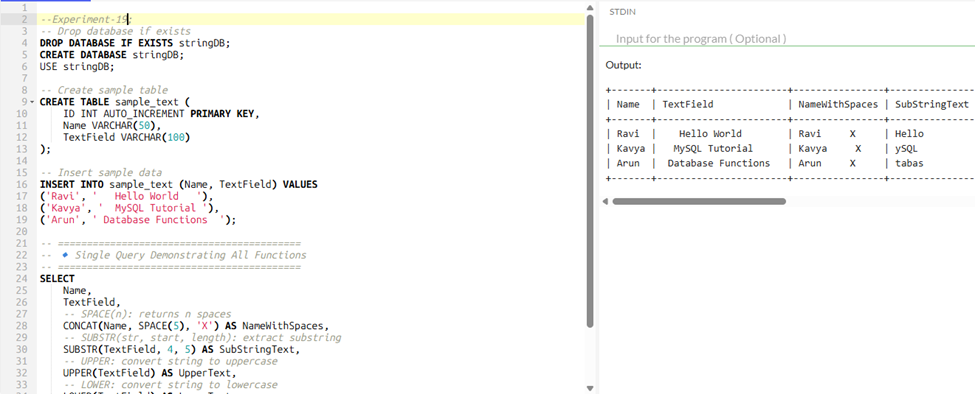 1
2 --Experiment-19:
3 -- Drop database if exists
4 DROP DATABASE IF EXISTS stringDB;
5 CREATE DATABASE stringDB;
6 USE stringDB;
7
8 -- Create sample table
9 CREATE TABLE sample_text (
10     ID INT AUTO_INCREMENT PRIMARY KEY,
11     Name VARCHAR(50),
12     TextField VARCHAR(100)
13 );
14
15 -- Insert sample data
16 INSERT INTO sample_text (Name, TextField) VALUES
17 ('Ravi', '   Hello World   '),
18 ('Kavya', '  MySQL Tutorial '),
19 ('Arun', ' Database Functions  ');
20
21 -- ==========================================
22 -- 🔹 Single Query Demonstrating All Functions
23 -- ==========================================
24 SELECT
25     Name,
26     TextField,
27     -- SPACE(n): returns n spaces
28     CONCAT(Name, SPACE(5), 'X') AS NameWithSpaces,
29     -- SUBSTR(str, start, length): extract substring
30     SUBSTR(TextField, 4, 5) AS SubStringText,
31     -- UPPER: convert string to uppercase
32     UPPER(TextField) AS UpperText,
33     -- LOWER: convert string to lowercase
STDIN
Input for the program ( Optional )
Output:
+-------+-----------------------+----------------+--------------
| Name  | TextField             | NameWithSpaces | SubStringText
+-------+-----------------------+----------------+--------------
| Ravi  |    Hello World        | Ravi     X     | Hello
| Kavya |   MySQL Tutorial      | Kavya     X    | ySQL
| Arun  |  Database Functions   | Arun     X     | tabas
+-------+-----------------------+----------------+--------------